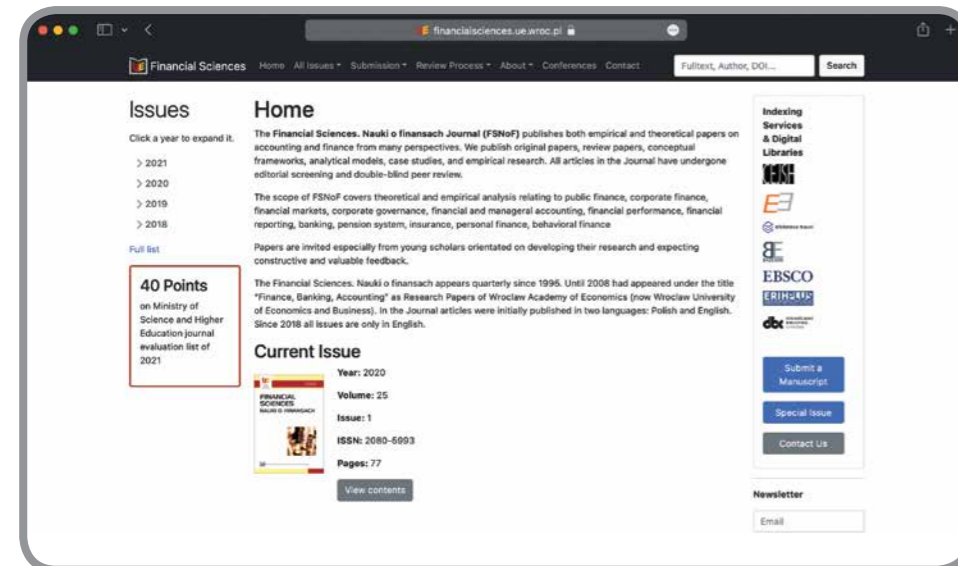 financialsciences.ue.wroc.pl
Financial Sciences
Home All Issues Submission Review Process About Conferences Contact
Fulltext, Author, DOI...
Search
Issues
Click a year to expand it.
> 2021
> 2020
> 2019
> 2018
Full list
40 Points
on Ministry of
Science and Higher
Education journal
evaluation list of
2021
Home
The Financial Sciences. Nauki o finansach Journal (FSNoF) publishes both empirical and theoretical papers on
accounting and finance from many perspectives. We publish original papers, review papers, conceptual
frameworks, analytical models, case studies, and empirical research. All articles in the Journal have undergone
editorial screening and double-blind peer review.
The scope of FSNoF covers theoretical and empirical analysis relating to public finance, corporate finance,
financial markets, corporate governance, financial and manageral accounting, financial performance, financial
reporting, banking, pension system, insurance, personal finance, behavioral finance
Papers are invited especially from young scholars orientated on developing their research and expecting
constructive and valuable feedback.
The Financial Sciences. Nauki o finansach appears quarterly since 1996. Until 2008 had appeared under the title
"Finance, Banking, Accounting" as Research Papers of Wroclaw Academy of Economics (now Wroclaw University
of Economics and Business). In the Journal articles were initially published in two languages: Polish and English.
Since 2018 all issues are only in English.
Current Issue
FINANCIAL
SCIENCES
NAUKI O FINANSACH
Year: 2020
Volume: 25
Issue: 1
ISSN: 2080-5993
Pages: 77
View contents
Indexing
Services
& Digital
Libraries
CEJSH
EBSCO
ERIHPLUS
dbc
Submit a
Manuscript
Special Issue
Contact Us
Newsletter
Email